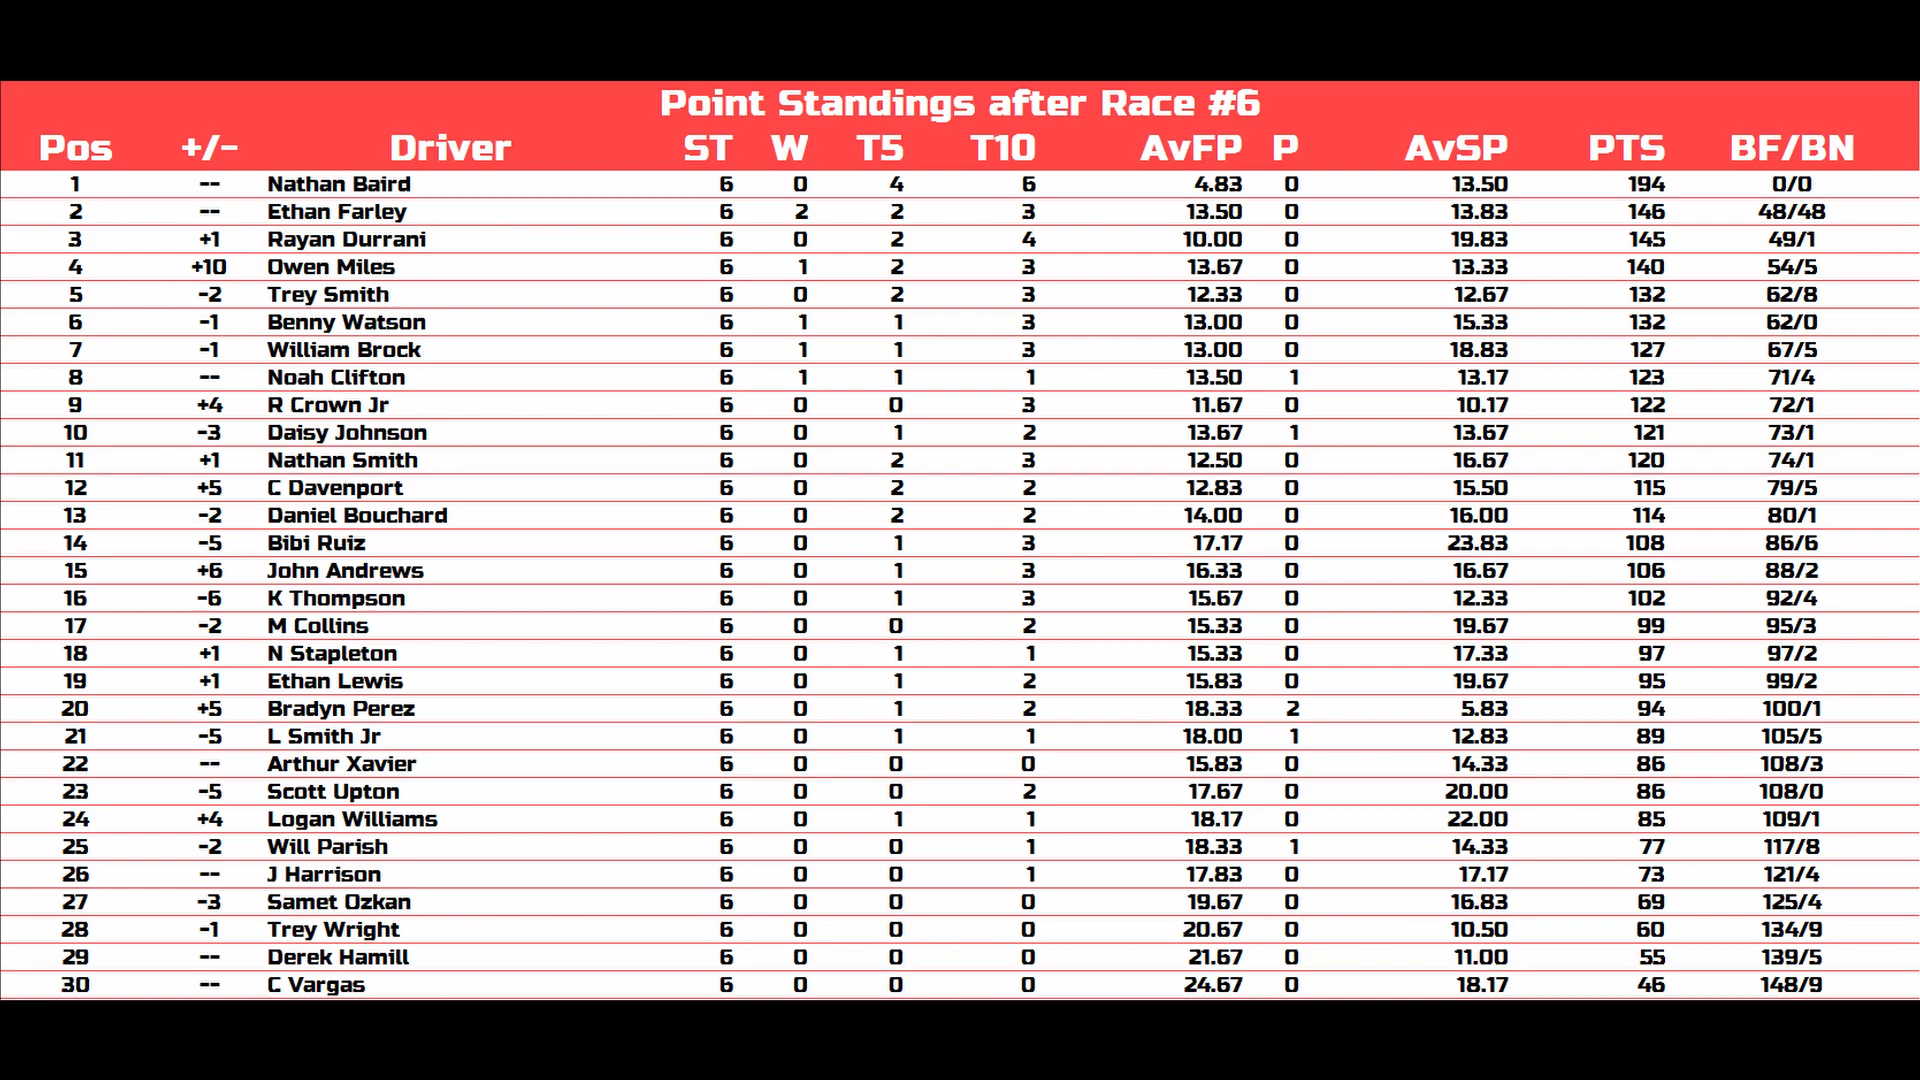 Point Standings after Race #6
Pos +/- Driver ST W T5 T10 AvFP P AvSP PTS BF/BN
1 -- Nathan Baird 6 0 4 6 4.83 0 13.50 194 0/0
2 -- Ethan Farley 6 2 2 3 13.50 0 13.83 146 48/48
3 +1 Rayan Durrani 6 0 2 4 10.00 0 19.83 145 49/1
4 +10 Owen Miles 6 1 2 3 13.67 0 13.33 140 54/5
5 -2 Trey Smith 6 0 2 3 12.33 0 12.67 132 62/8
6 -1 Benny Watson 6 1 1 3 13.00 0 15.33 132 62/0
7 -1 William Brock 6 1 1 3 13.00 0 18.83 127 67/5
8 -- Noah Clifton 6 1 1 1 13.50 1 13.17 123 71/4
9 +4 R Crown Jr 6 0 0 3 11.67 0 10.17 122 72/1
10 -3 Daisy Johnson 6 0 1 2 13.67 1 13.67 121 73/1
11 +1 Nathan Smith 6 0 2 3 12.50 0 16.67 120 74/1
12 +5 C Davenport 6 0 2 2 12.83 0 15.50 115 79/5
13 -2 Daniel Bouchard 6 0 2 2 14.00 0 16.00 114 80/1
14 -5 Bibi Ruiz 6 0 1 3 17.17 0 23.83 108 86/6
15 +6 John Andrews 6 0 1 3 16.33 0 16.67 106 88/2
16 -6 K Thompson 6 0 1 3 15.67 0 12.33 102 92/4
17 -2 M Collins 6 0 0 2 15.33 0 19.67 99 95/3
18 +1 N Stapleton 6 0 1 1 15.33 0 17.33 97 97/2
19 +1 Ethan Lewis 6 0 1 2 15.83 0 19.67 95 99/2
20 +5 Bradyn Perez 6 0 1 2 18.33 2 5.83 94 100/1
21 -5 L Smith Jr 6 0 1 1 18.00 1 12.83 89 105/5
22 -- Arthur Xavier 6 0 0 0 15.83 0 14.33 86 108/3
23 -5 Scott Upton 6 0 0 2 17.67 0 20.00 86 108/0
24 +4 Logan Williams 6 0 1 1 18.17 0 22.00 85 109/1
25 -2 Will Parish 6 0 0 1 18.33 1 14.33 77 117/8
26 -- J Harrison 6 0 0 1 17.83 0 17.17 73 121/4
27 -3 Samet Ozkan 6 0 0 0 19.67 0 16.83 69 125/4
28 -1 Trey Wright 6 0 0 0 20.67 0 10.50 60 134/9
29 -- Derek Hamill 6 0 0 0 21.67 0 11.00 55 139/5
30 -- C Vargas 6 0 0 0 24.67 0 18.17 46 148/9